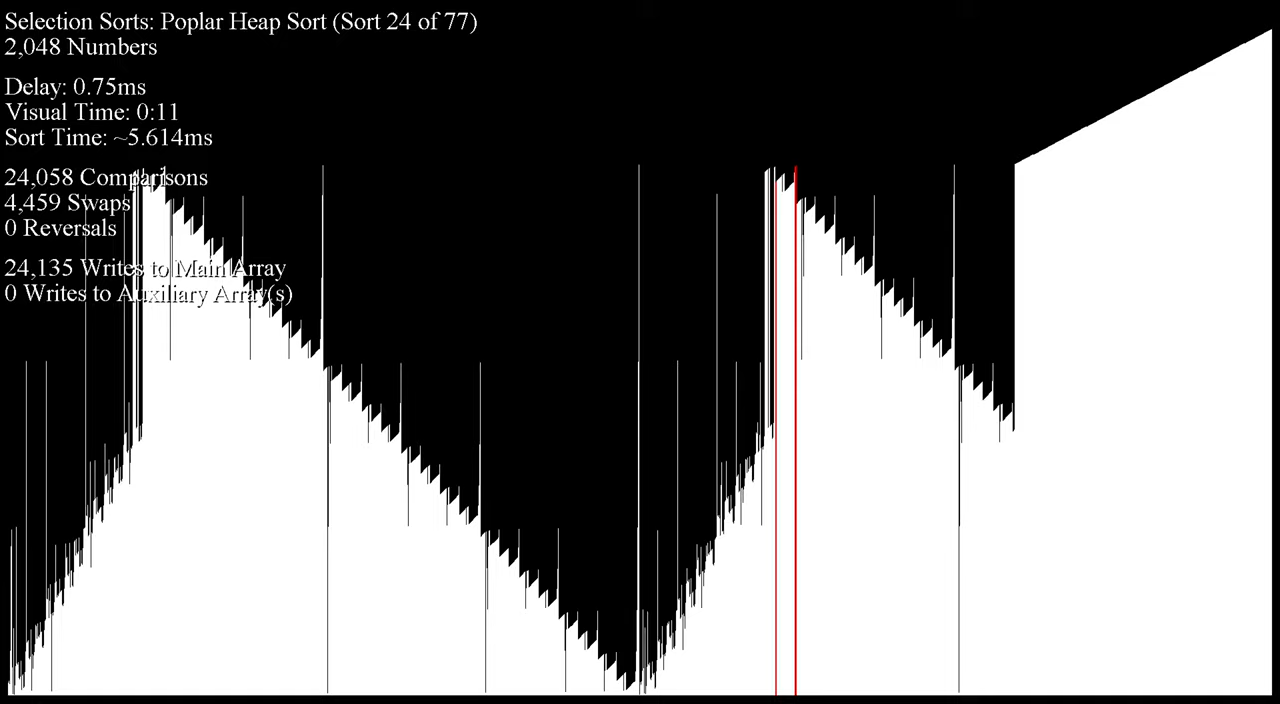 Selection Sorts: Poplar Heap Sort (Sort 24 of 77)
2,048 Numbers
Delay: 0.75ms
Visual Time: 0:11
Sort Time: ~5.614ms
24,058 Comparisons
4,459 Swaps
0 Reversals
24,135 Writes to Main Array
0 Writes to Auxiliary Array(s)